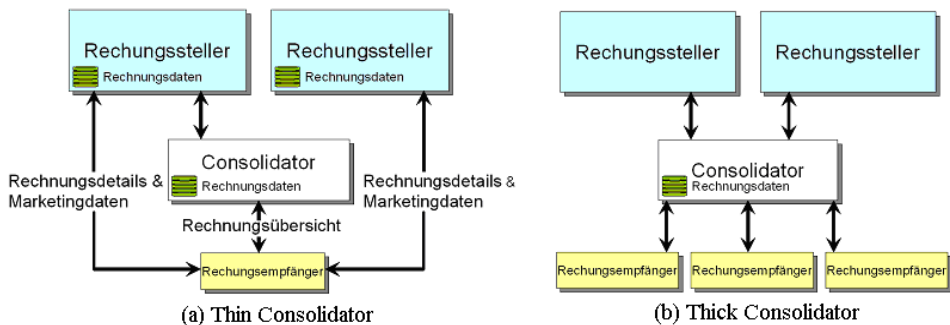 Rechungssteller
Rechnungsdaten
Rechungssteller
Rechnungsdaten
Consolidator
Rechnungsdaten
Rechnungsdetails &
Marketingdaten
Rechnungsdetails &
Marketingdaten
Rechnungsübersicht
Rechungsempfänger
(a) Thin Consolidator
Rechungssteller
Rechungssteller
Consolidator
Rechnungsdaten
Rechungsempfänger
Rechungsempfänger
Rechungsempfänger
(b) Thick Consolidator